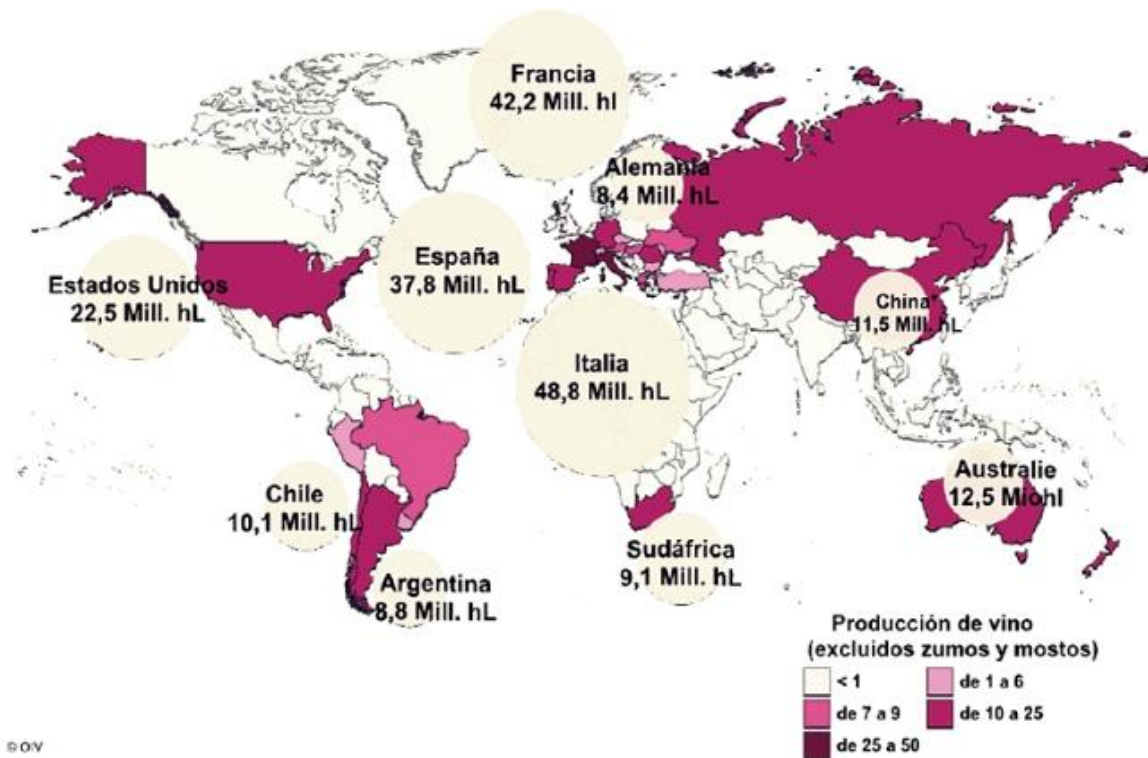 Francia
42,2 Mill. hl
Alemania
8,4 Mill. hL
España
37,8 Mill. hL
Estados Unidos
22,5 Mill. hL
China*
11,5 Mill. hL
Italia
48,8 Mill. hL
Australie
12,5 Miohl
Chile
10,1 Mill. hL
Sudáfrica
9,1 Mill. hL
Argentina
8,8 Mill. hL
Producción de vino
(excluidos zumos y mostos)
< 1
de 1 a 6
de 7 a 9
de 10 a 25
de 25 a 50
© OIV